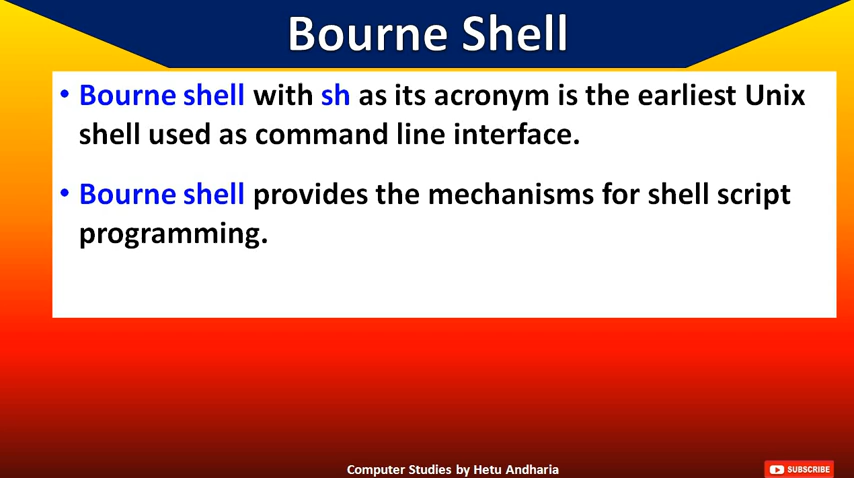 Bourne Shell
• Bourne shell with sh as its acronym is the earliest Unix
shell used as command line interface.
• Bourne shell provides the mechanisms for shell script
programming.
Computer Studies by Hetu Andharia
SUBSCRIBE